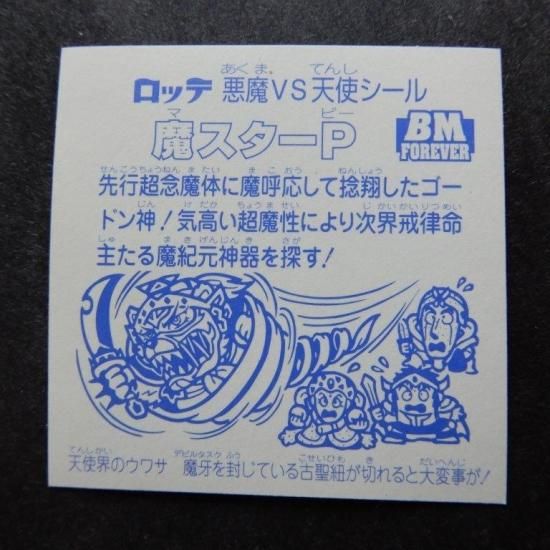 ロッテ 悪魔VS天使シール
魔スターP
BM
FOREVER
先行超念魔体に魔呼応して捻翔したゴー
ドン神！気高い超魔性により次界戒律命
主たる魔紀元神器を探す！
天使界のウワサ 魔牙を封じている古聖紐が切れると大変事が！